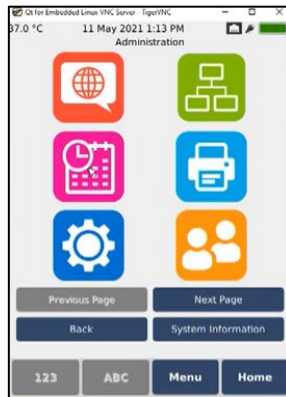 Qt for Embedded Linux VNC Server - TigerVNC
37.0 °C 11 May 2021 1:13 PM
Administration
Previous Page Next Page
Back System Information
123 ABC Menu Home